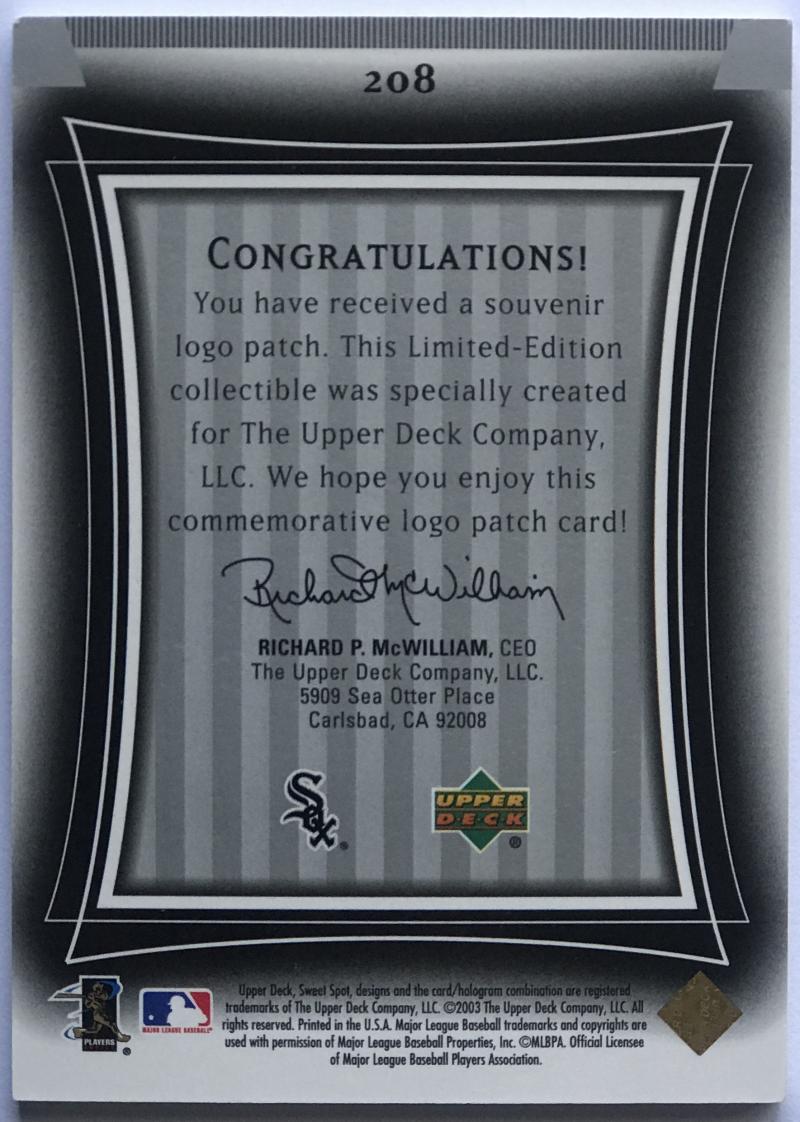 208
CONGRATULATIONS!
You have received a souvenir
logo patch. This Limited-Edition
collectible was specially created
for The Upper Deck Company,
LLC. We hope you enjoy this
commemorative logo patch card!
Richard McWilliam
RICHARD P. McWILLIAM, CEO
The Upper Deck Company, LLC.
5909 Sea Otter Place
Carlsbad, CA 92008
Sox®
UPPER
D·E·C·K
®
PLAYERS
®
MAJOR LEAGUE BASEBALL®
Upper Deck, Sweet Spot, designs and the card/hologram combination are registered
trademarks of The Upper Deck Company, LLC. ©2003 The Upper Deck Company, LLC. All
rights reserved. Printed in the U.S.A. Major League Baseball trademarks and copyrights are
used with permission of Major League Baseball Properties, Inc. ©MLBPA. Official Licensee
of Major League Baseball Players Association.